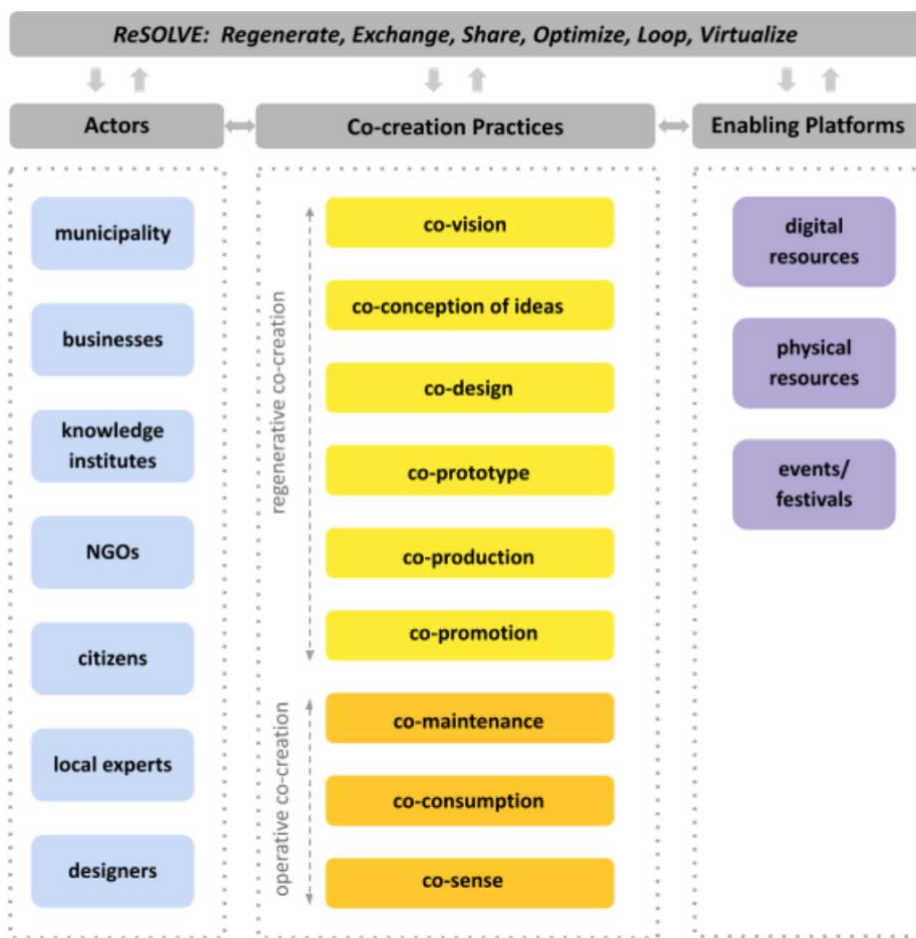 ReSOLVE: Regenerate, Exchange, Share, Optimize, Loop, Virtualize
Actors
Co-creation Practices
Enabling Platforms
municipality
businesses
knowledge
institutes
NGOs
citizens
local experts
designers
regenerative co-creation
operative co-creation
co-vision
co-conception of ideas
co-design
co-prototype
co-production
co-promotion
co-maintenance
co-consumption
co-sense
digital
resources
physical
resources
events/
festivals